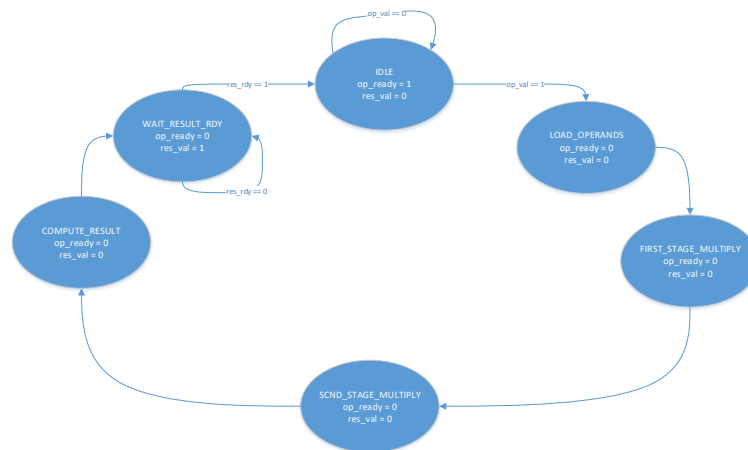 op_val == 0
IDLE
op_ready = 1
res_val = 0
res_rdy == 1
op_val == 1
WAIT_RESULT_RDY
op_ready = 0
res_val = 1
LOAD_OPERANDS
op_ready = 0
res_val = 0
res_rdy == 0
COMPUTE_RESULT
op_ready = 0
res_val = 0
FIRST_STAGE_MULTIPLY
op_ready = 0
res_val = 0
SCND_STAGE_MULTIPLY
op_ready = 0
res_val = 0